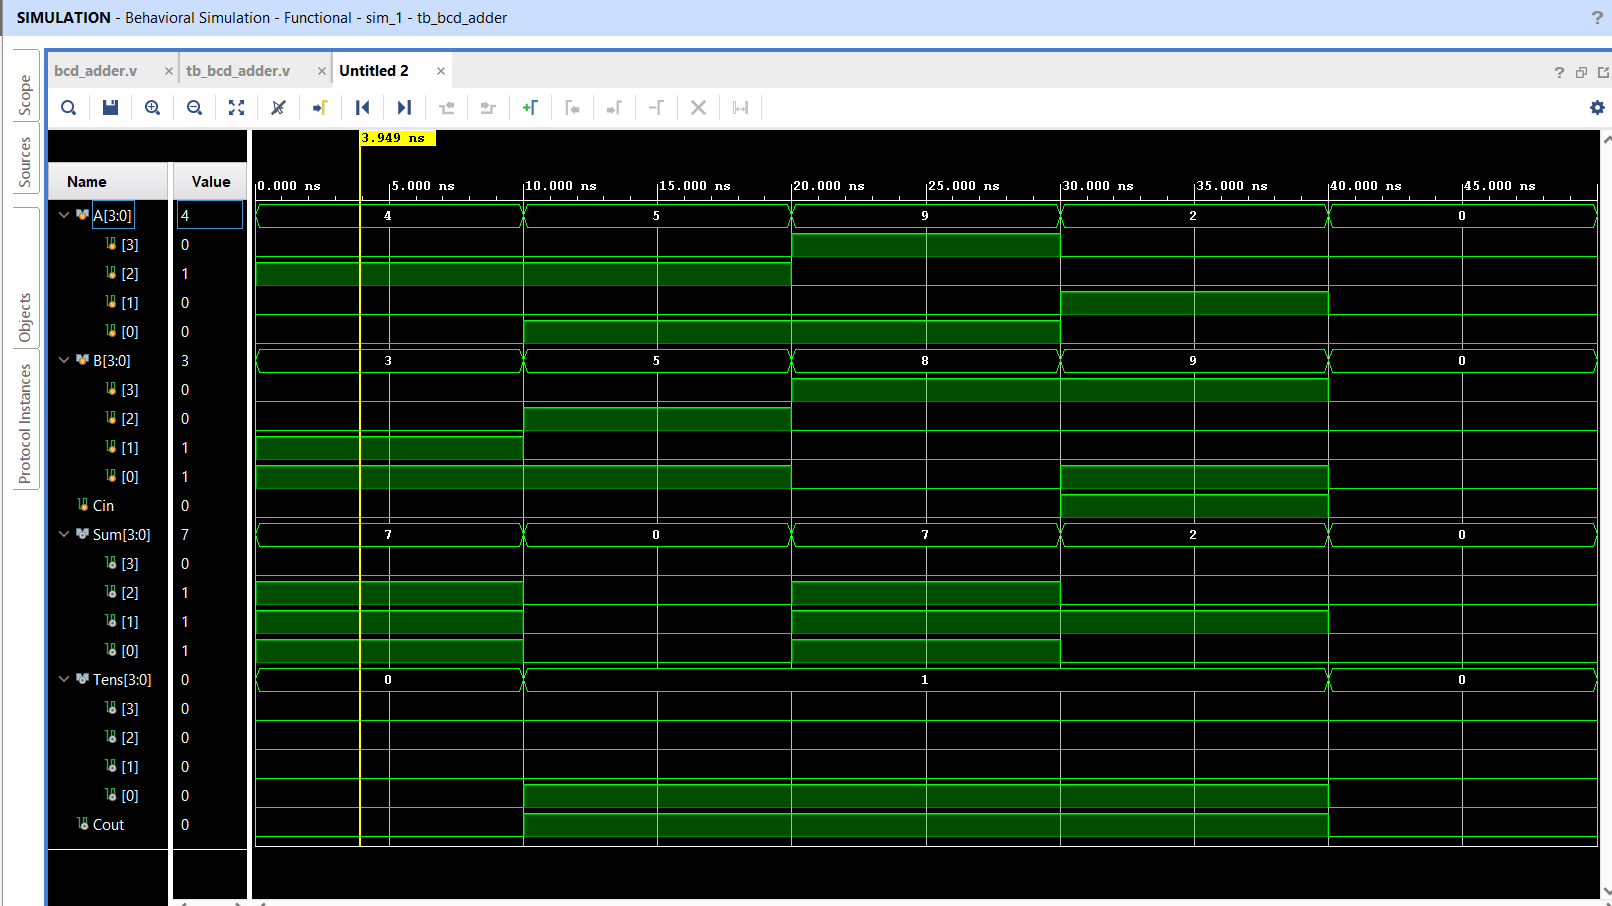 SIMULATION - Behavioral Simulation - Functional - sim_1 - tb_bcd_adder ?
Scope
Sources
Objects
Protocol Instances
bcd_adder.v × tb_bcd_adder.v × Untitled 2 ×
?
3.949 ns
Name Value
0.000 ns 5.000 ns 10.000 ns 15.000 ns 20.000 ns 25.000 ns 30.000 ns 35.000 ns 40.000 ns 45.000 ns
A[3:0] 4 4 5 9 2 0
[3] 0
[2] 1
[1] 0
[0] 0
B[3:0] 3 3 5 8 9 0
[3] 0
[2] 0
[1] 1
[0] 1
Cin 0
Sum[3:0] 7 7 0 7 2 0
[3] 0
[2] 1
[1] 1
[0] 1
Tens[3:0] 0 0 1 0
[3] 0
[2] 0
[1] 0
[0] 0
Cout 0